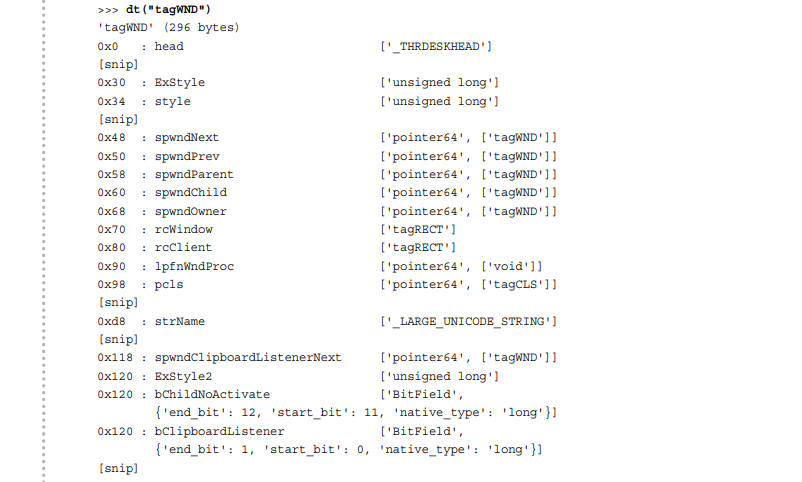 >>> dt("tagWND")
'tagWND' (296 bytes)
0x0   : head                          ['_THRDESKHEAD']
[snip]
0x30  : ExStyle                       ['unsigned long']
0x34  : style                         ['unsigned long']
[snip]
0x48  : spwndNext                     ['pointer64', ['tagWND']]
0x50  : spwndPrev                     ['pointer64', ['tagWND']]
0x58  : spwndParent                   ['pointer64', ['tagWND']]
0x60  : spwndChild                    ['pointer64', ['tagWND']]
0x68  : spwndOwner                    ['pointer64', ['tagWND']]
0x70  : rcWindow                      ['tagRECT']
0x80  : rcClient                      ['tagRECT']
0x90  : lpfnWndProc                   ['pointer64', ['void']]
0x98  : pcls                          ['pointer64', ['tagCLS']]
[snip]
0xd8  : strName                       ['_LARGE_UNICODE_STRING']
[snip]
0x118 : spwndClipboardListenerNext    ['pointer64', ['tagWND']]
0x120 : ExStyle2                      ['unsigned long']
0x120 : bChildNoActivate              ['BitField',
        {'end_bit': 12, 'start_bit': 11, 'native_type': 'long'}]
0x120 : bClipboardListener            ['BitField',
        {'end_bit': 1, 'start_bit': 0, 'native_type': 'long'}]
[snip]